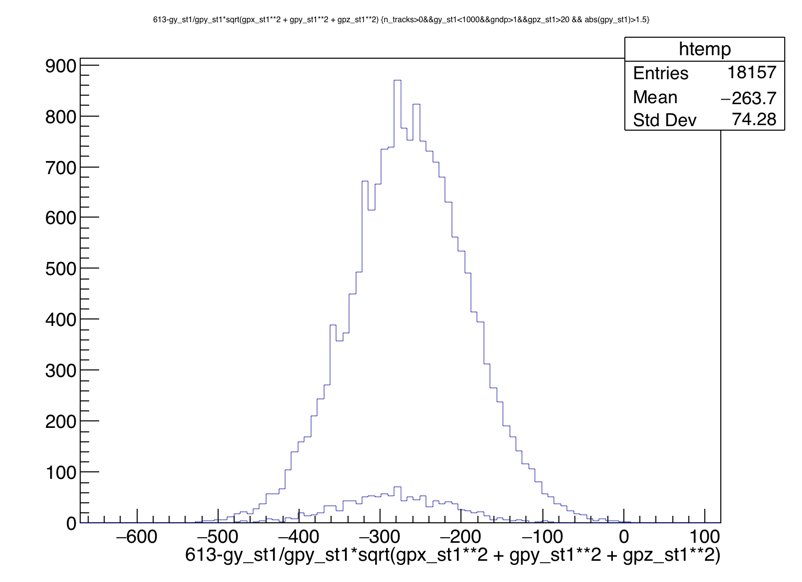 613-gy_st1/gpy_st1*sqrt(gpx_st1**2 + gpy_st1**2 + gpz_st1**2) {n_tracks>0&&gy_st1<1000&&gndp>1&&gpz_st1>20 && abs(gpy_st1)>1.5}
htemp
Entries 18157
Mean −263.7
Std Dev 74.28
900
800
700
600
500
400
300
200
100
0
−600 −500 −400 −300 −200 −100 0 100
613-gy_st1/gpy_st1*sqrt(gpx_st1**2 + gpy_st1**2 + gpz_st1**2)